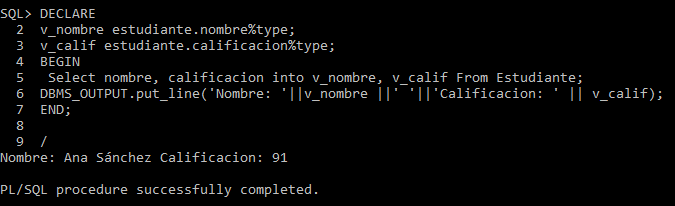 SQL> DECLARE
2 v_nombre estudiante.nombre%type;
3 v_calif estudiante.calificacion%type;
4 BEGIN
5 Select nombre, calificacion into v_nombre, v_calif From Estudiante;
6 DBMS_OUTPUT.put_line('Nombre: '||v_nombre ||' '||'Calificacion: ' || v_calif);
7 END;
8
9 /
Nombre: Ana Sánchez Calificacion: 91
PL/SQL procedure successfully completed.